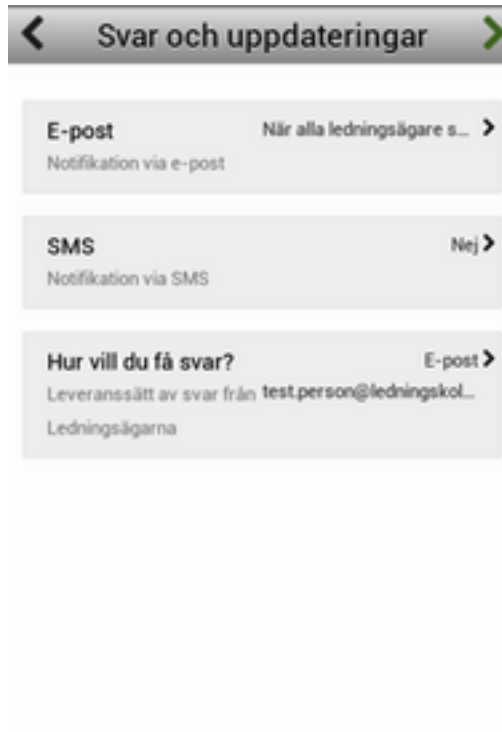 Svar och uppdateringar
E-post När alla ledningsägare s...
Notifikation via e-post
SMS Nej
Notifikation via SMS
Hur vill du få svar? E-post
Leveranssätt av svar från test.person@ledningskol...
Ledningsägarna